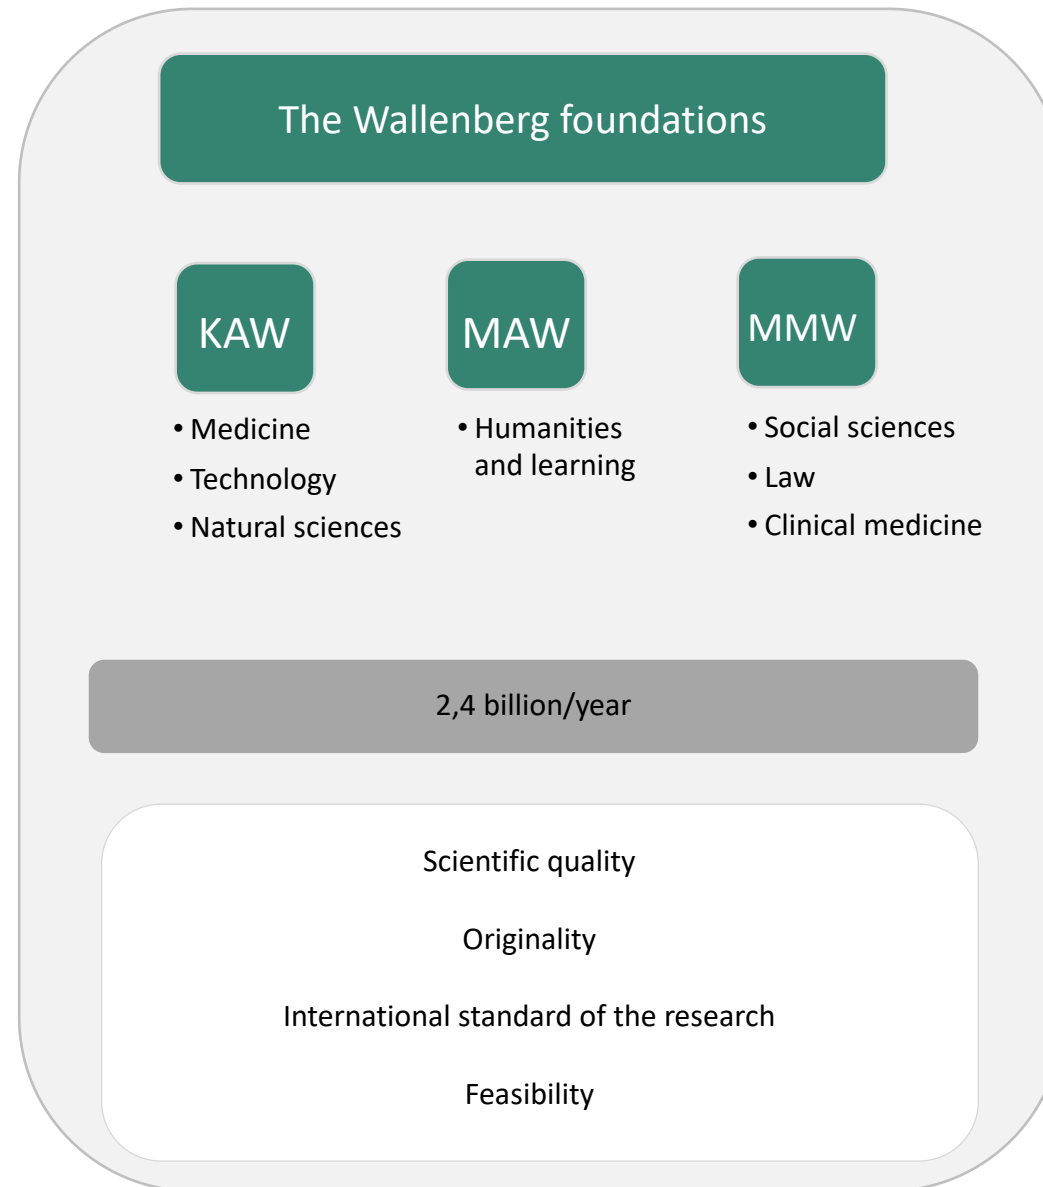 The Wallenberg foundations
KAW
• Medicine
• Technology
• Natural sciences
MAW
• Humanities
and learning
MMW
• Social sciences
• Law
• Clinical medicine
2,4 billion/year
Scientific quality
Originality
International standard of the research
Feasibility